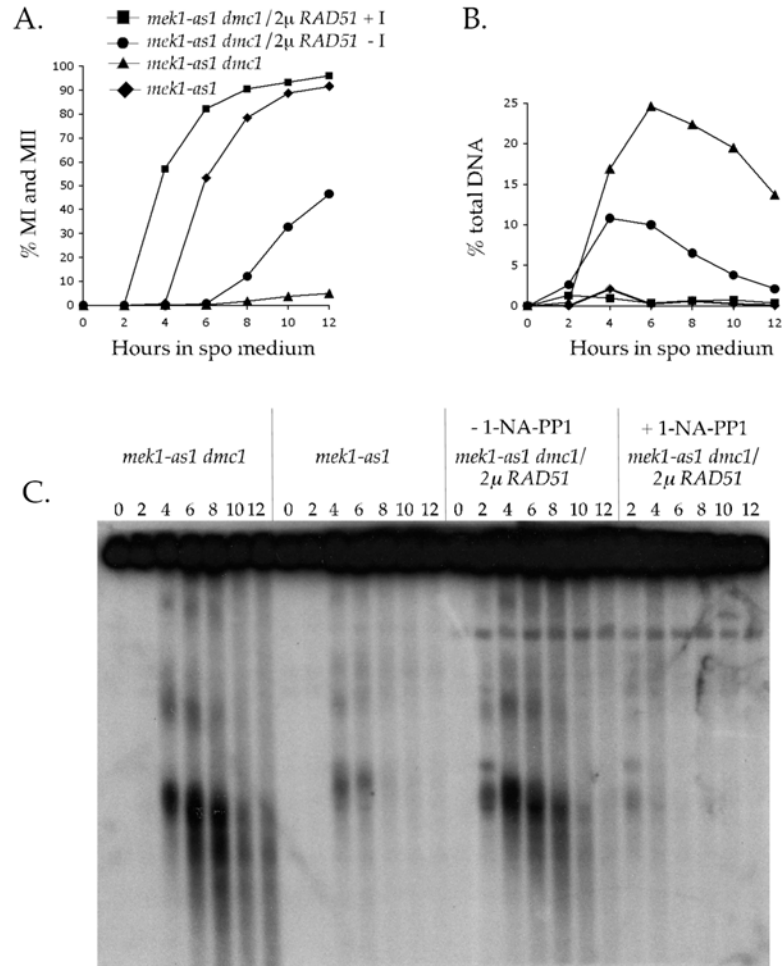 A.
mek1-as1 dmc1/2μ RAD51 + I
mek1-as1 dmc1/2μ RAD51 - I
mek1-as1 dmc1
mek1-as1
100
90
80
70
60
50
40
30
20
10
0
% MI and MII
0 2 4 6 8 10 12
Hours in spo medium
B.
25
20
15
10
5
0
% total DNA
0 2 4 6 8 10 12
Hours in spo medium
C.
- 1-NA-PP1 + 1-NA-PP1
mek1-as1 dmc1 mek1-as1 mek1-as1 dmc1/ mek1-as1 dmc1/
2μ RAD51 2μ RAD51
0 2 4 6 8 10 12 0 2 4 6 8 10 12 0 2 4 6 8 10 12 2 4 6 8 10 12